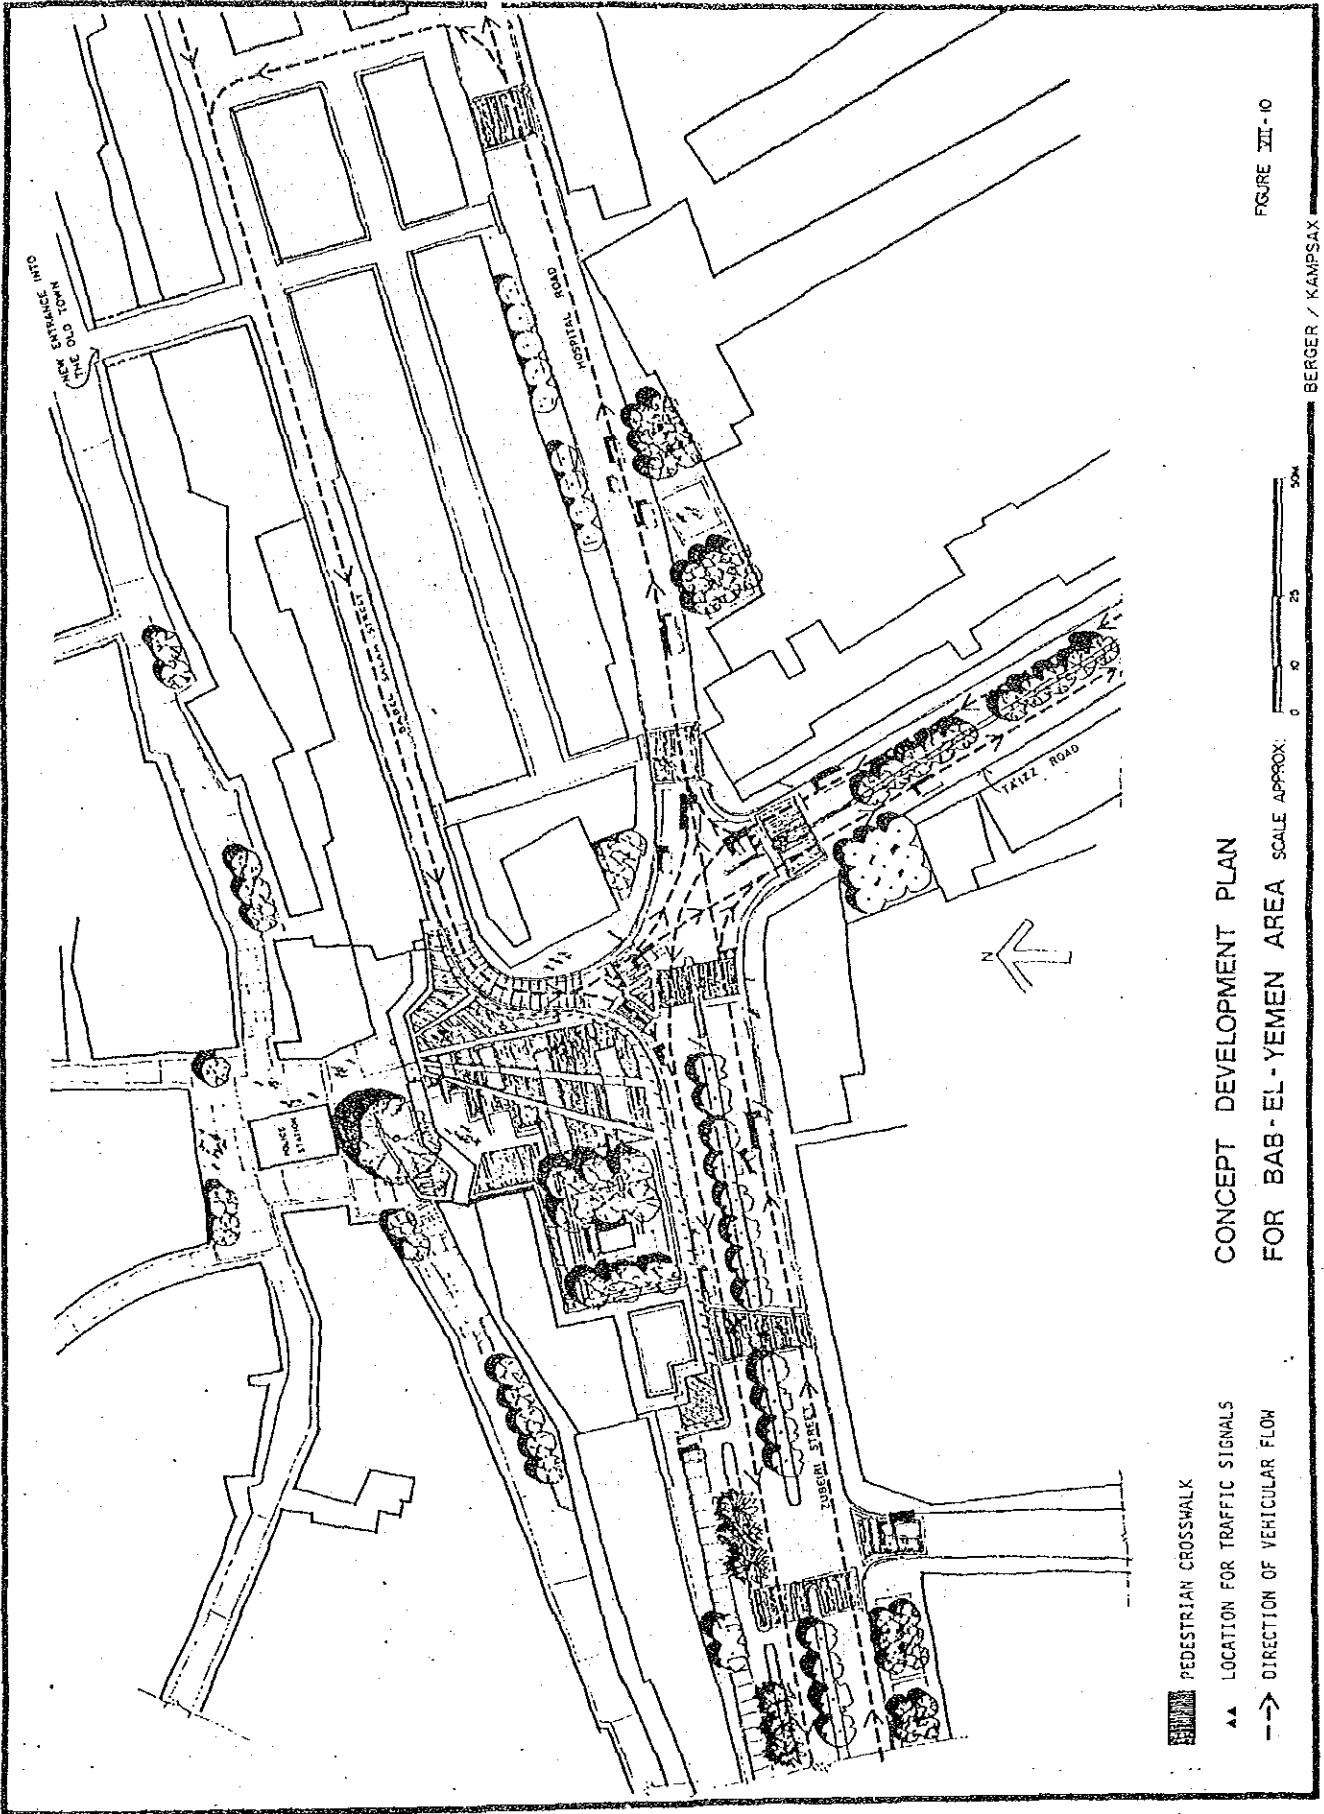 NEW ENTRANCE INTO
THE OLD TOWN
HOSPITAL ROAD
BABEL SALAM STREET
POLICE
STATION
TA'IZZ ROAD
ZUBEIRI STREET
N
PEDESTRIAN CROSSWALK
LOCATION FOR TRAFFIC SIGNALS
DIRECTION OF VEHICULAR FLOW
CONCEPT DEVELOPMENT PLAN
FOR BAB-EL-YEMEN AREA
SCALE APPROX:
0 10 25 50M
FIGURE VII-10
BERGER / KAMPSAX